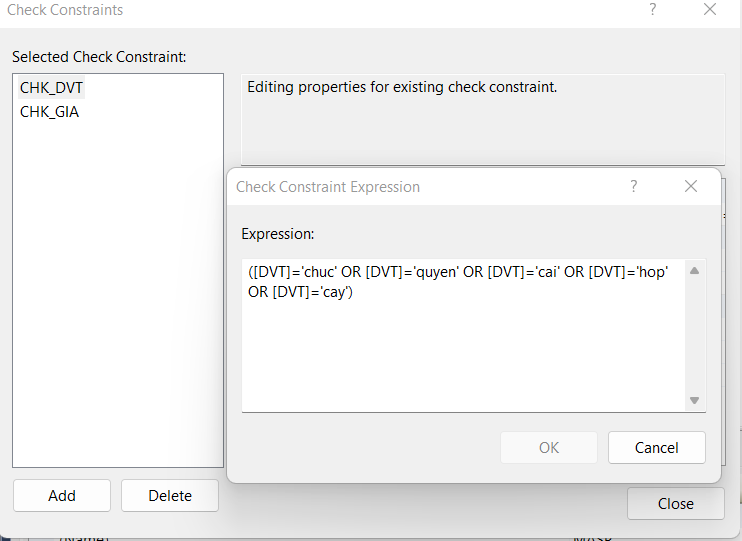 Check Constraints
Selected Check Constraint:
CHK_DVT
CHK_GIA
Editing properties for existing check constraint.
Check Constraint Expression
Expression:
([DVT]='chuc' OR [DVT]='quyen' OR [DVT]='cai' OR [DVT]='hop'
OR [DVT]='cay')
OK
Cancel
Add
Delete
Close
(Name)